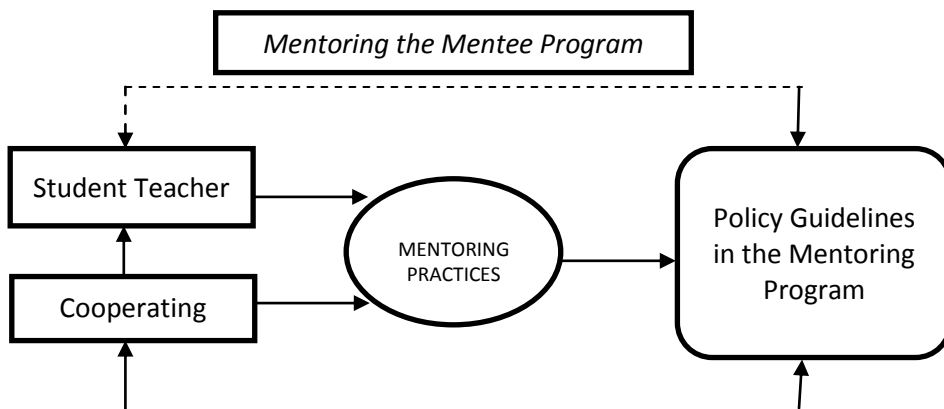 Mentoring the Mentee Program
Student Teacher
Cooperating
MENTORING
PRACTICES
Policy Guidelines
in the Mentoring
Program